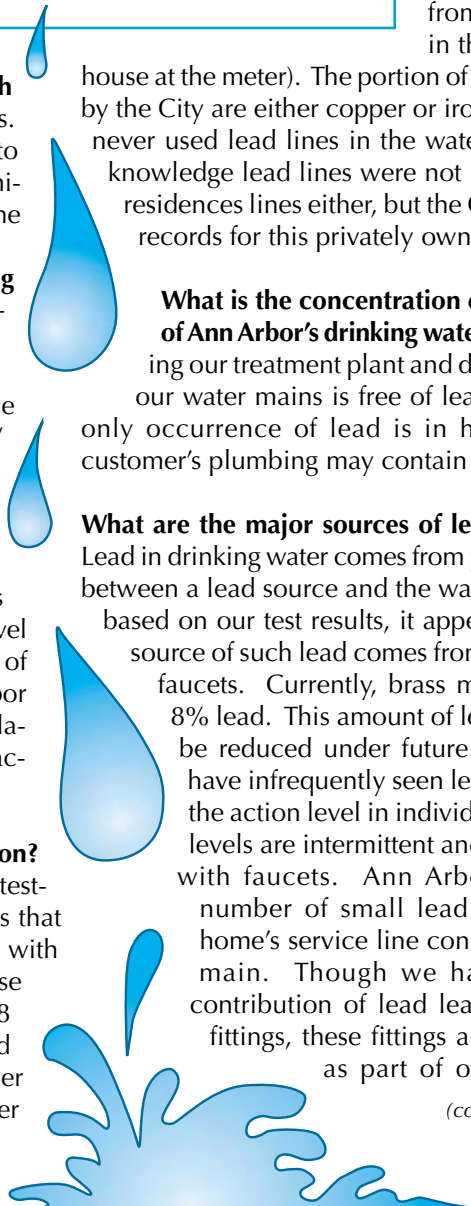 h
s.
to
ni-
ne
g
-
e
s
vel
of
la-
ac-
on?
test-
s that
with
se
8
d
er
er
from
in th
house at the meter). The portion of
by the City are either copper or iro
never used lead lines in the wate
knowledge lead lines were not
residences lines either, but the C
records for this privately own
What is the concentration o
of Ann Arbor's drinking wate
ing our treatment plant and d
our water mains is free of lea
only occurrence of lead is in h
customer's plumbing may contain
What are the major sources of le
Lead in drinking water comes from
between a lead source and the wa
based on our test results, it appe
source of such lead comes from
faucets. Currently, brass m
8% lead. This amount of le
be reduced under future
have infrequently seen le
the action level in individ
levels are intermittent and
with faucets. Ann Arbo
number of small lead
home's service line con
main. Though we ha
contribution of lead lea
fittings, these fittings a
as part of o
(co